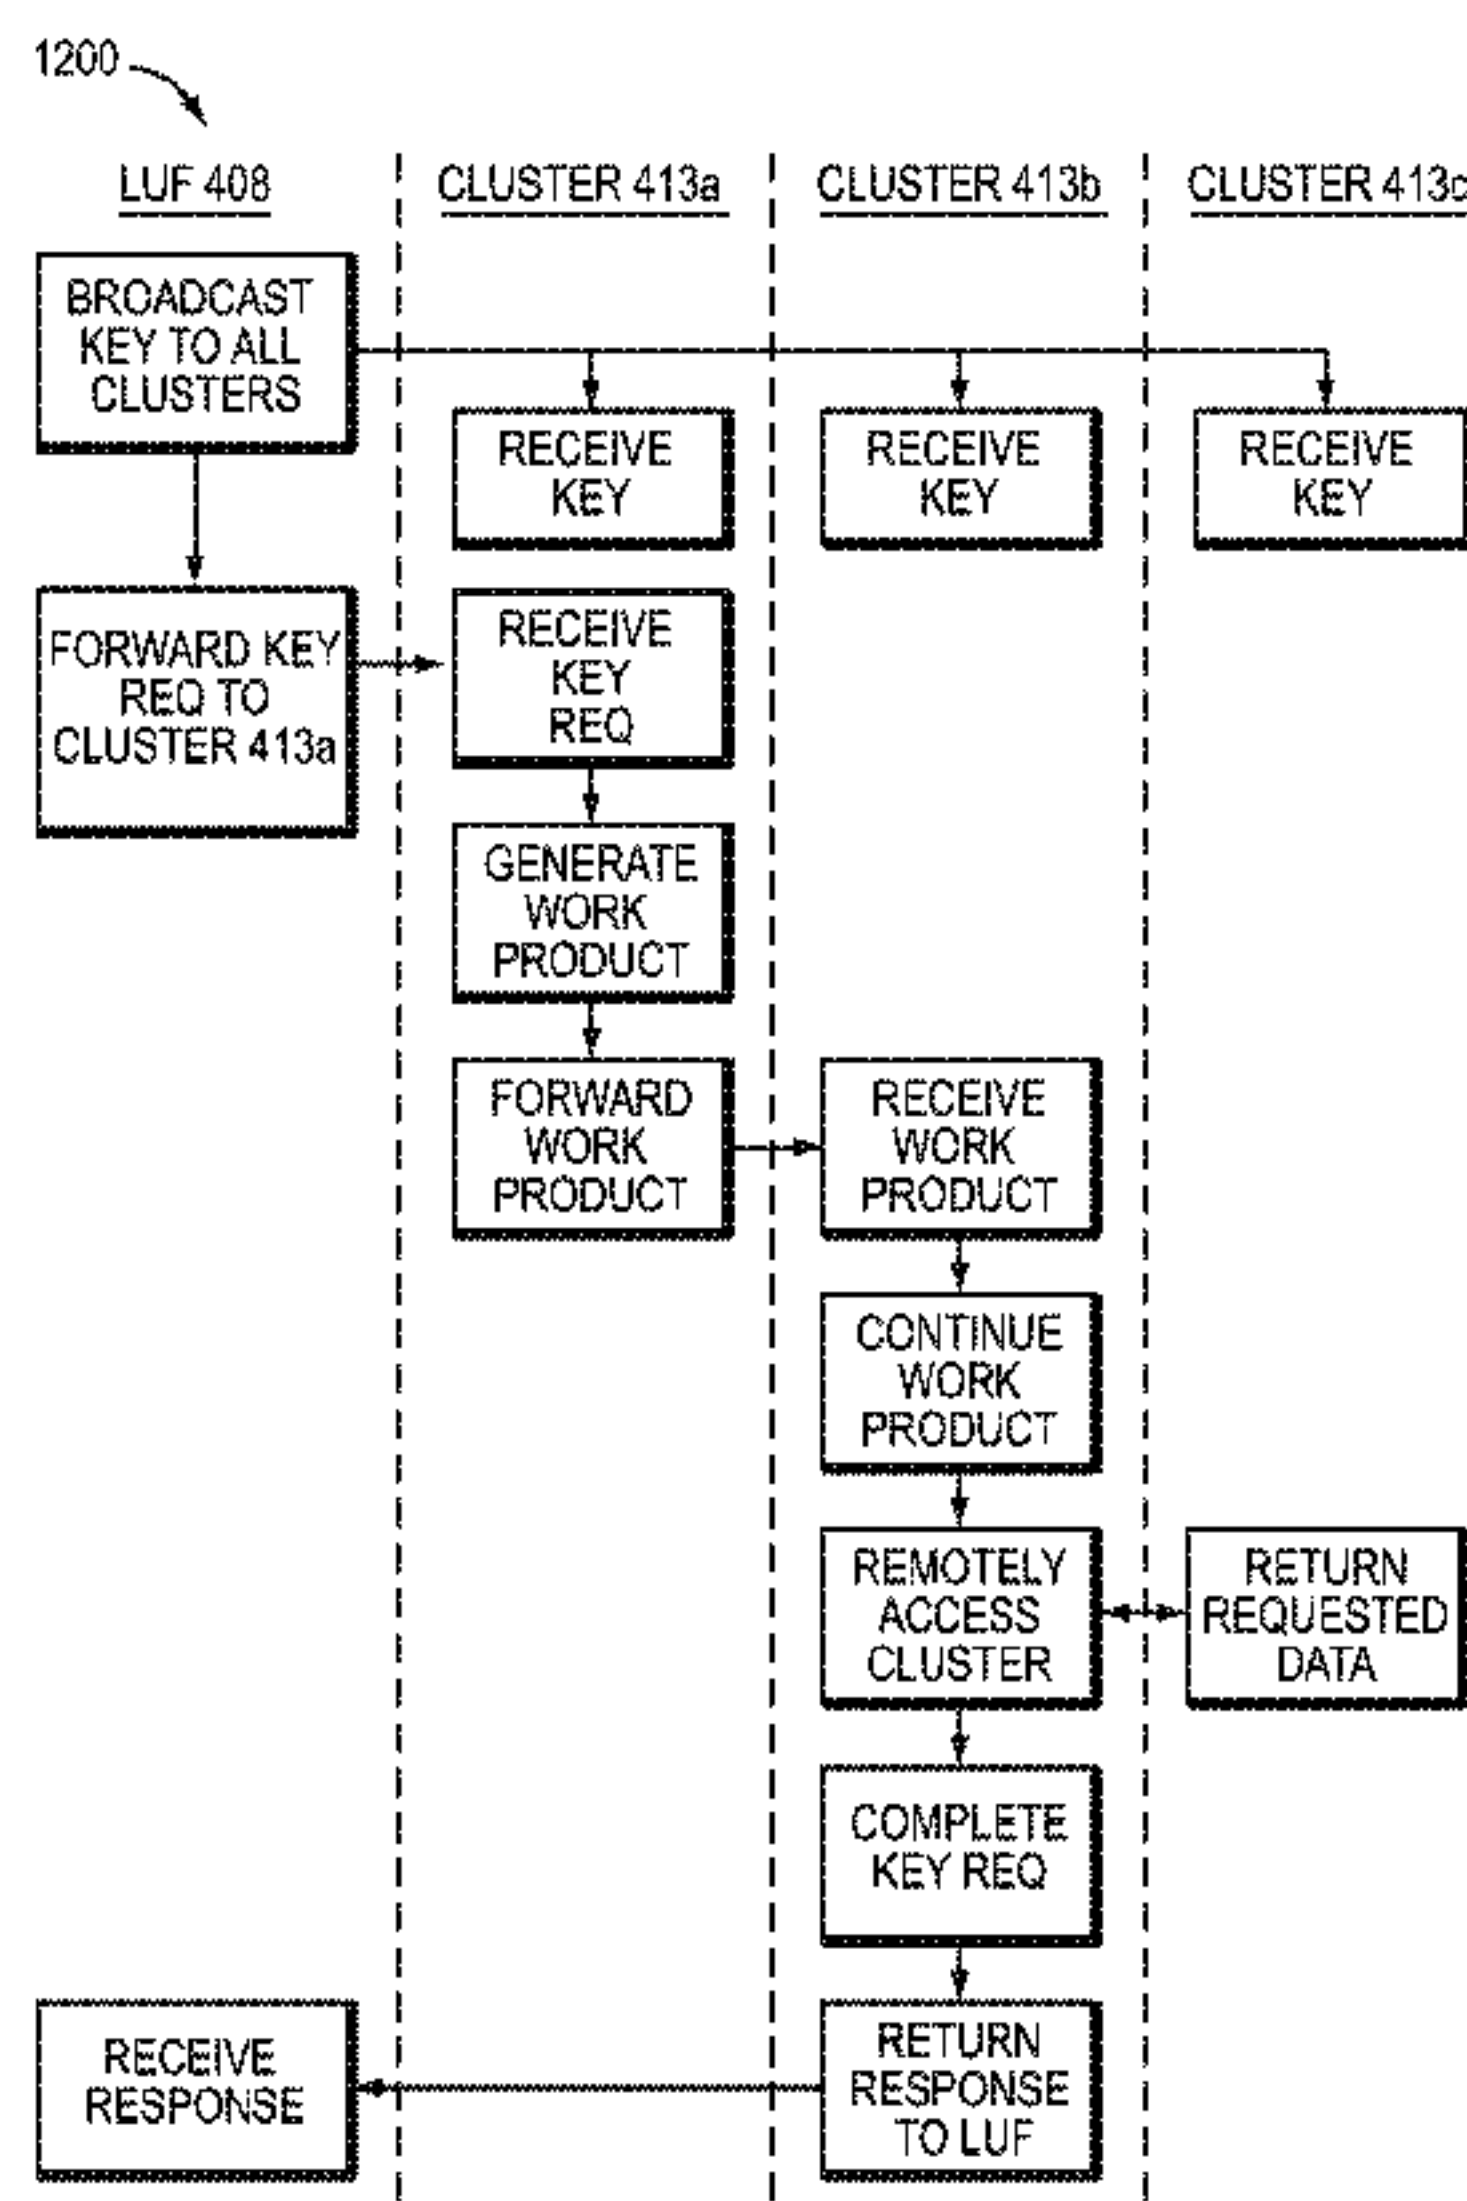 1200
LUF 408
CLUSTER 413a
CLUSTER 413b
CLUSTER 413c
BROADCAST
KEY TO ALL
CLUSTERS
RECEIVE
KEY
RECEIVE
KEY
RECEIVE
KEY
FORWARD KEY
REQ TO
CLUSTER 413a
RECEIVE
KEY
REQ
GENERATE
WORK
PRODUCT
FORWARD
WORK
PRODUCT
RECEIVE
WORK
PRODUCT
CONTINUE
WORK
PRODUCT
REMOTELY
ACCESS
CLUSTER
RETURN
REQUESTED
DATA
COMPLETE
KEY REQ
RETURN
RESPONSE
TO LUF
RECEIVE
RESPONSE